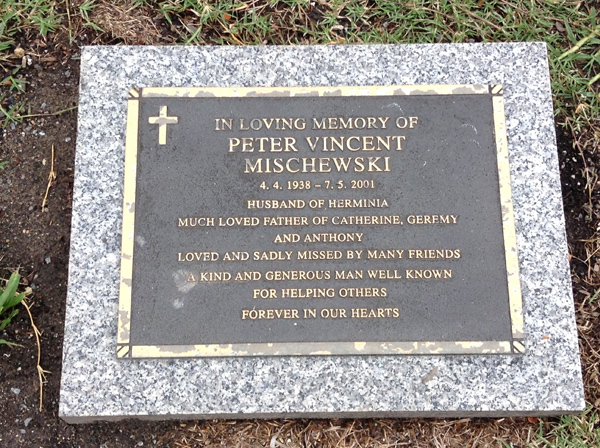 IN LOVING MEMORY OF
PETER VINCENT
MISCHEWSKI
4. 4. 1938 – 7. 5. 2001
HUSBAND OF HERMINIA
MUCH LOVED FATHER OF CATHERINE, GEREMY
AND ANTHONY
LOVED AND SADLY MISSED BY MANY FRIENDS
A KIND AND GENEROUS MAN WELL KNOWN
FOR HELPING OTHERS
FOREVER IN OUR HEARTS